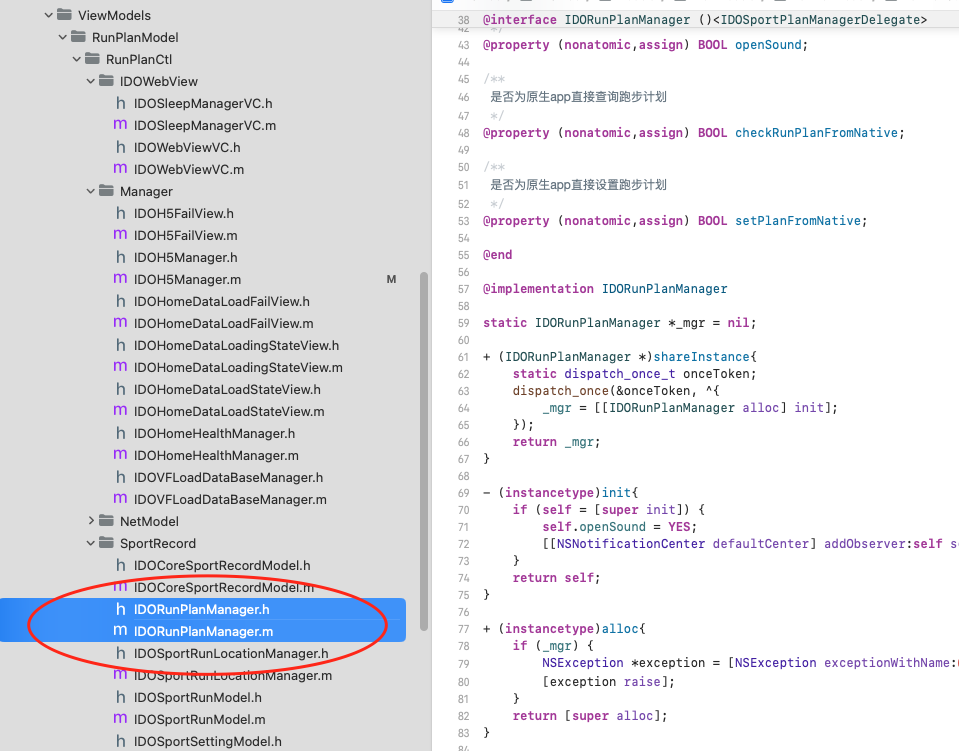 ViewModels
RunPlanModel
RunPlanCtl
IDOWebView
h IDOSleepManagerVC.h
m IDOSleepManagerVC.m
h IDOWebViewVC.h
m IDOWebViewVC.m
Manager
h IDOH5FailView.h
m IDOH5FailView.m
h IDOH5Manager.h
m IDOH5Manager.m M
h IDOHomeDataLoadFailView.h
m IDOHomeDataLoadFailView.m
h IDOHomeDataLoadingStateView.h
m IDOHomeDataLoadingStateView.m
h IDOHomeDataLoadStateView.h
m IDOHomeDataLoadStateView.m
h IDOHomeHealthManager.h
m IDOHomeHealthManager.m
h IDOVFLoadDataBaseManager.h
m IDOVFLoadDataBaseManager.m
NetModel
SportRecord
h IDOCoreSportRecordModel.h
m IDOCoreSportRecordModel.m
h IDORunPlanManager.h
m IDORunPlanManager.m
h IDOSportRunLocationManager.h
m IDOSportRunLocationManager.m
h IDOSportRunModel.h
m IDOSportRunModel.m
h IDOSportSettingModel.h
38 @interface IDORunPlanManager ()<IDOSportPlanManagerDelegate>
42 */
43 @property (nonatomic,assign) BOOL openSound;
44
45 /**
46 是否为原生app直接查询跑步计划
47 */
48 @property (nonatomic,assign) BOOL checkRunPlanFromNative;
49
50 /**
51 是否为原生app直接设置跑步计划
52 */
53 @property (nonatomic,assign) BOOL setPlanFromNative;
54
55 @end
56
57 @implementation IDORunPlanManager
58
59 static IDORunPlanManager *_mgr = nil;
60
61 + (IDORunPlanManager *)shareInstance{
62 static dispatch_once_t onceToken;
63 dispatch_once(&onceToken, ^{
64 _mgr = [[IDORunPlanManager alloc] init];
65 });
66 return _mgr;
67 }
68
69 - (instancetype)init{
70 if (self = [super init]) {
71 self.openSound = YES;
72 [[NSNotificationCenter defaultCenter] addObserver:self s
73 }
74 return self;
75 }
76
77 + (instancetype)alloc{
78 if (_mgr) {
79 NSException *exception = [NSException exceptionWithName:
80 [exception raise];
81 }
82 return [super alloc];
83 }
84